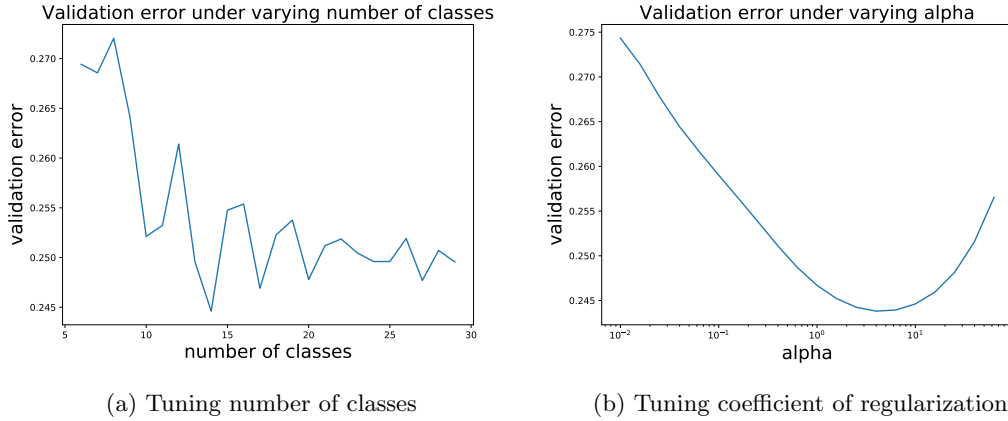 Validation error under varying number of classes
validation error
0.270
0.265
0.260
0.255
0.250
0.245
5 10 15 20 25 30
number of classes
(a) Tuning number of classes
Validation error under varying alpha
validation error
0.275
0.270
0.265
0.260
0.255
0.250
0.245
10⁻² 10⁻¹ 10⁰ 10¹
alpha
(b) Tuning coefficient of regularization